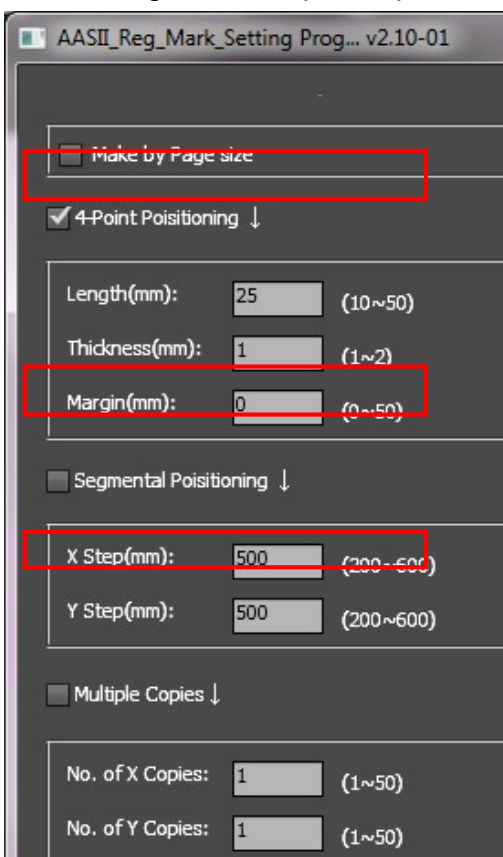 AASII_Reg_Mark_Setting Prog... v2.10-01
Make by Page size
4-Point Poisitioning ↓
Length(mm): 25 (10~50)
Thickness(mm): 1 (1~2)
Margin(mm): 0 (0~50)
Segmental Poisitioning ↓
X Step(mm): 500 (200~600)
Y Step(mm): 500 (200~600)
Multiple Copies ↓
No. of X Copies: 1 (1~50)
No. of Y Copies: 1 (1~50)